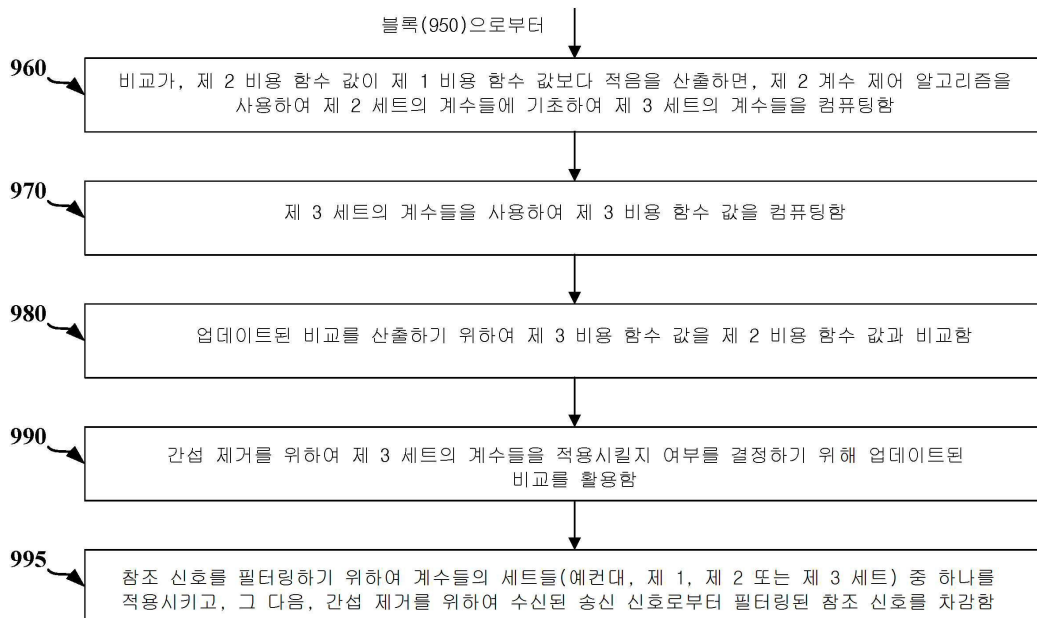 블록(950)으로부터
960
비교가, 제 2 비용 함수 값이 제 1 비용 함수 값보다 적음을 산출하면, 제 2 계수 제어 알고리즘을
사용하여 제 2 세트의 계수들에 기초하여 제 3 세트의 계수들을 컴퓨팅함
970
제 3 세트의 계수들을 사용하여 제 3 비용 함수 값을 컴퓨팅함
980
업데이트된 비교를 산출하기 위하여 제 3 비용 함수 값을 제 2 비용 함수 값과 비교함
990
간섭 제거를 위하여 제 3 세트의 계수들을 적용시킬지 여부를 결정하기 위해 업데이트된
비교를 활용함
995
참조 신호를 필터링하기 위하여 계수들의 세트들(예컨대, 제 1, 제 2 또는 제 3 세트) 중 하나를
적용시키고, 그 다음, 간섭 제거를 위하여 수신된 송신 신호로부터 필터링된 참조 신호를 차감함